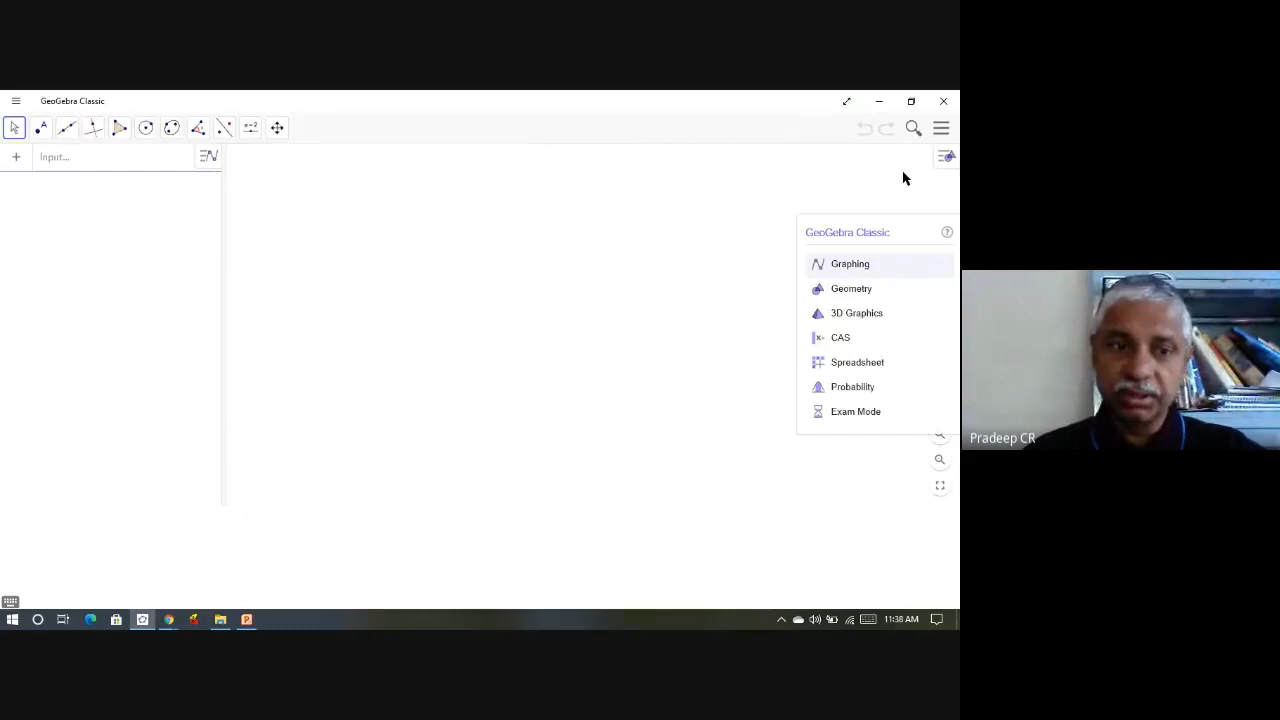 GeoGebra Classic
A
a=2
+ Input...
GeoGebra Classic
?
Graphing
Geometry
3D Graphics
x= CAS
Spreadsheet
Probability
Exam Mode
Pradeep CR
11:38 AM